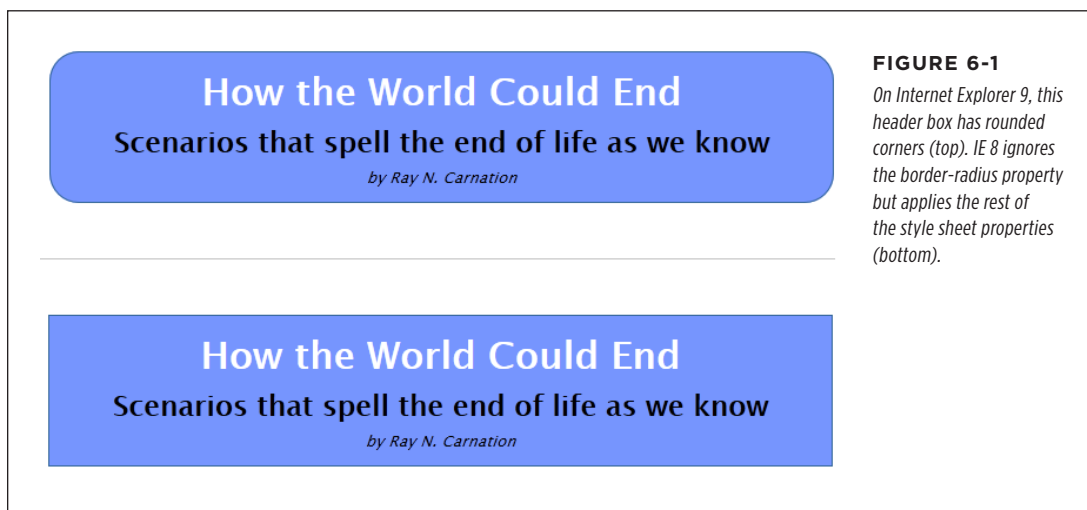 How the World Could End
Scenarios that spell the end of life as we know
by Ray N. Carnation
How the World Could End
Scenarios that spell the end of life as we know
by Ray N. Carnation
FIGURE 6-1
On Internet Explorer 9, this
header box has rounded
corners (top). IE 8 ignores
the border-radius property
but applies the rest of
the style sheet properties
(bottom).